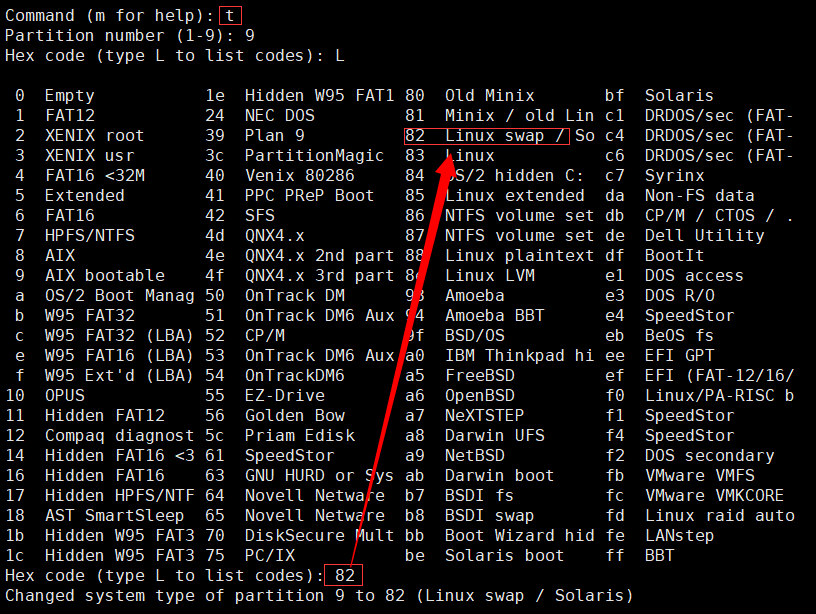 Command (m for help): t
Partition number (1-9): 9
Hex code (type L to list codes): L
0 Empty 1e Hidden W95 FAT1 80 Old Minix bf Solaris
1 FAT12 24 NEC DOS 81 Minix / old Lin c1 DRDOS/sec (FAT-
2 XENIX root 39 Plan 9 82 Linux swap / So c4 DRDOS/sec (FAT-
3 XENIX usr 3c PartitionMagic 83 Linux c6 DRDOS/sec (FAT-
4 FAT16 <32M 40 Venix 80286 84 OS/2 hidden C: c7 Syrinx
5 Extended 41 PPC PReP Boot 85 Linux extended da Non-FS data
6 FAT16 42 SFS 86 NTFS volume set db CP/M / CTOS / .
7 HPFS/NTFS 4d QNX4.x 87 NTFS volume set de Dell Utility
8 AIX 4e QNX4.x 2nd part 88 Linux plaintext df BootIt
9 AIX bootable 4f QNX4.x 3rd part 8e Linux LVM e1 DOS access
a OS/2 Boot Manag 50 OnTrack DM 93 Amoeba e3 DOS R/O
b W95 FAT32 51 OnTrack DM6 Aux 94 Amoeba BBT e4 SpeedStor
c W95 FAT32 (LBA) 52 CP/M 9f BSD/OS eb BeOS fs
e W95 FAT16 (LBA) 53 OnTrack DM6 Aux a0 IBM Thinkpad hi ee EFI GPT
f W95 Ext'd (LBA) 54 OnTrackDM6 a5 FreeBSD ef EFI (FAT-12/16/
10 OPUS 55 EZ-Drive a6 OpenBSD f0 Linux/PA-RISC b
11 Hidden FAT12 56 Golden Bow a7 NeXTSTEP f1 SpeedStor
12 Compaq diagnost 5c Priam Edisk a8 Darwin UFS f4 SpeedStor
14 Hidden FAT16 <3 61 SpeedStor a9 NetBSD f2 DOS secondary
16 Hidden FAT16 63 GNU HURD or Sys ab Darwin boot fb VMware VMFS
17 Hidden HPFS/NTF 64 Novell Netware b7 BSDI fs fc VMware VMKCORE
18 AST SmartSleep 65 Novell Netware b8 BSDI swap fd Linux raid auto
1b Hidden W95 FAT3 70 DiskSecure Mult bb Boot Wizard hid fe LANstep
1c Hidden W95 FAT3 75 PC/IX be Solaris boot ff BBT
Hex code (type L to list codes): 82
Changed system type of partition 9 to 82 (Linux swap / Solaris)